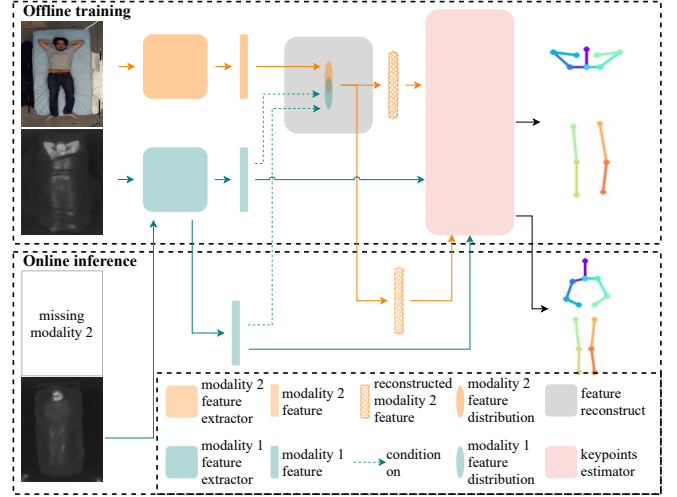 Offline training
Online inference
missing
modality 2
modality 2
feature
extractor
modality 2
feature
reconstructed
modality 2
feature
modality 2
feature
distribution
feature
reconstruct
modality 1
feature
extractor
modality 1
feature
condition
on
modality 1
feature
distribution
keypoints
estimator